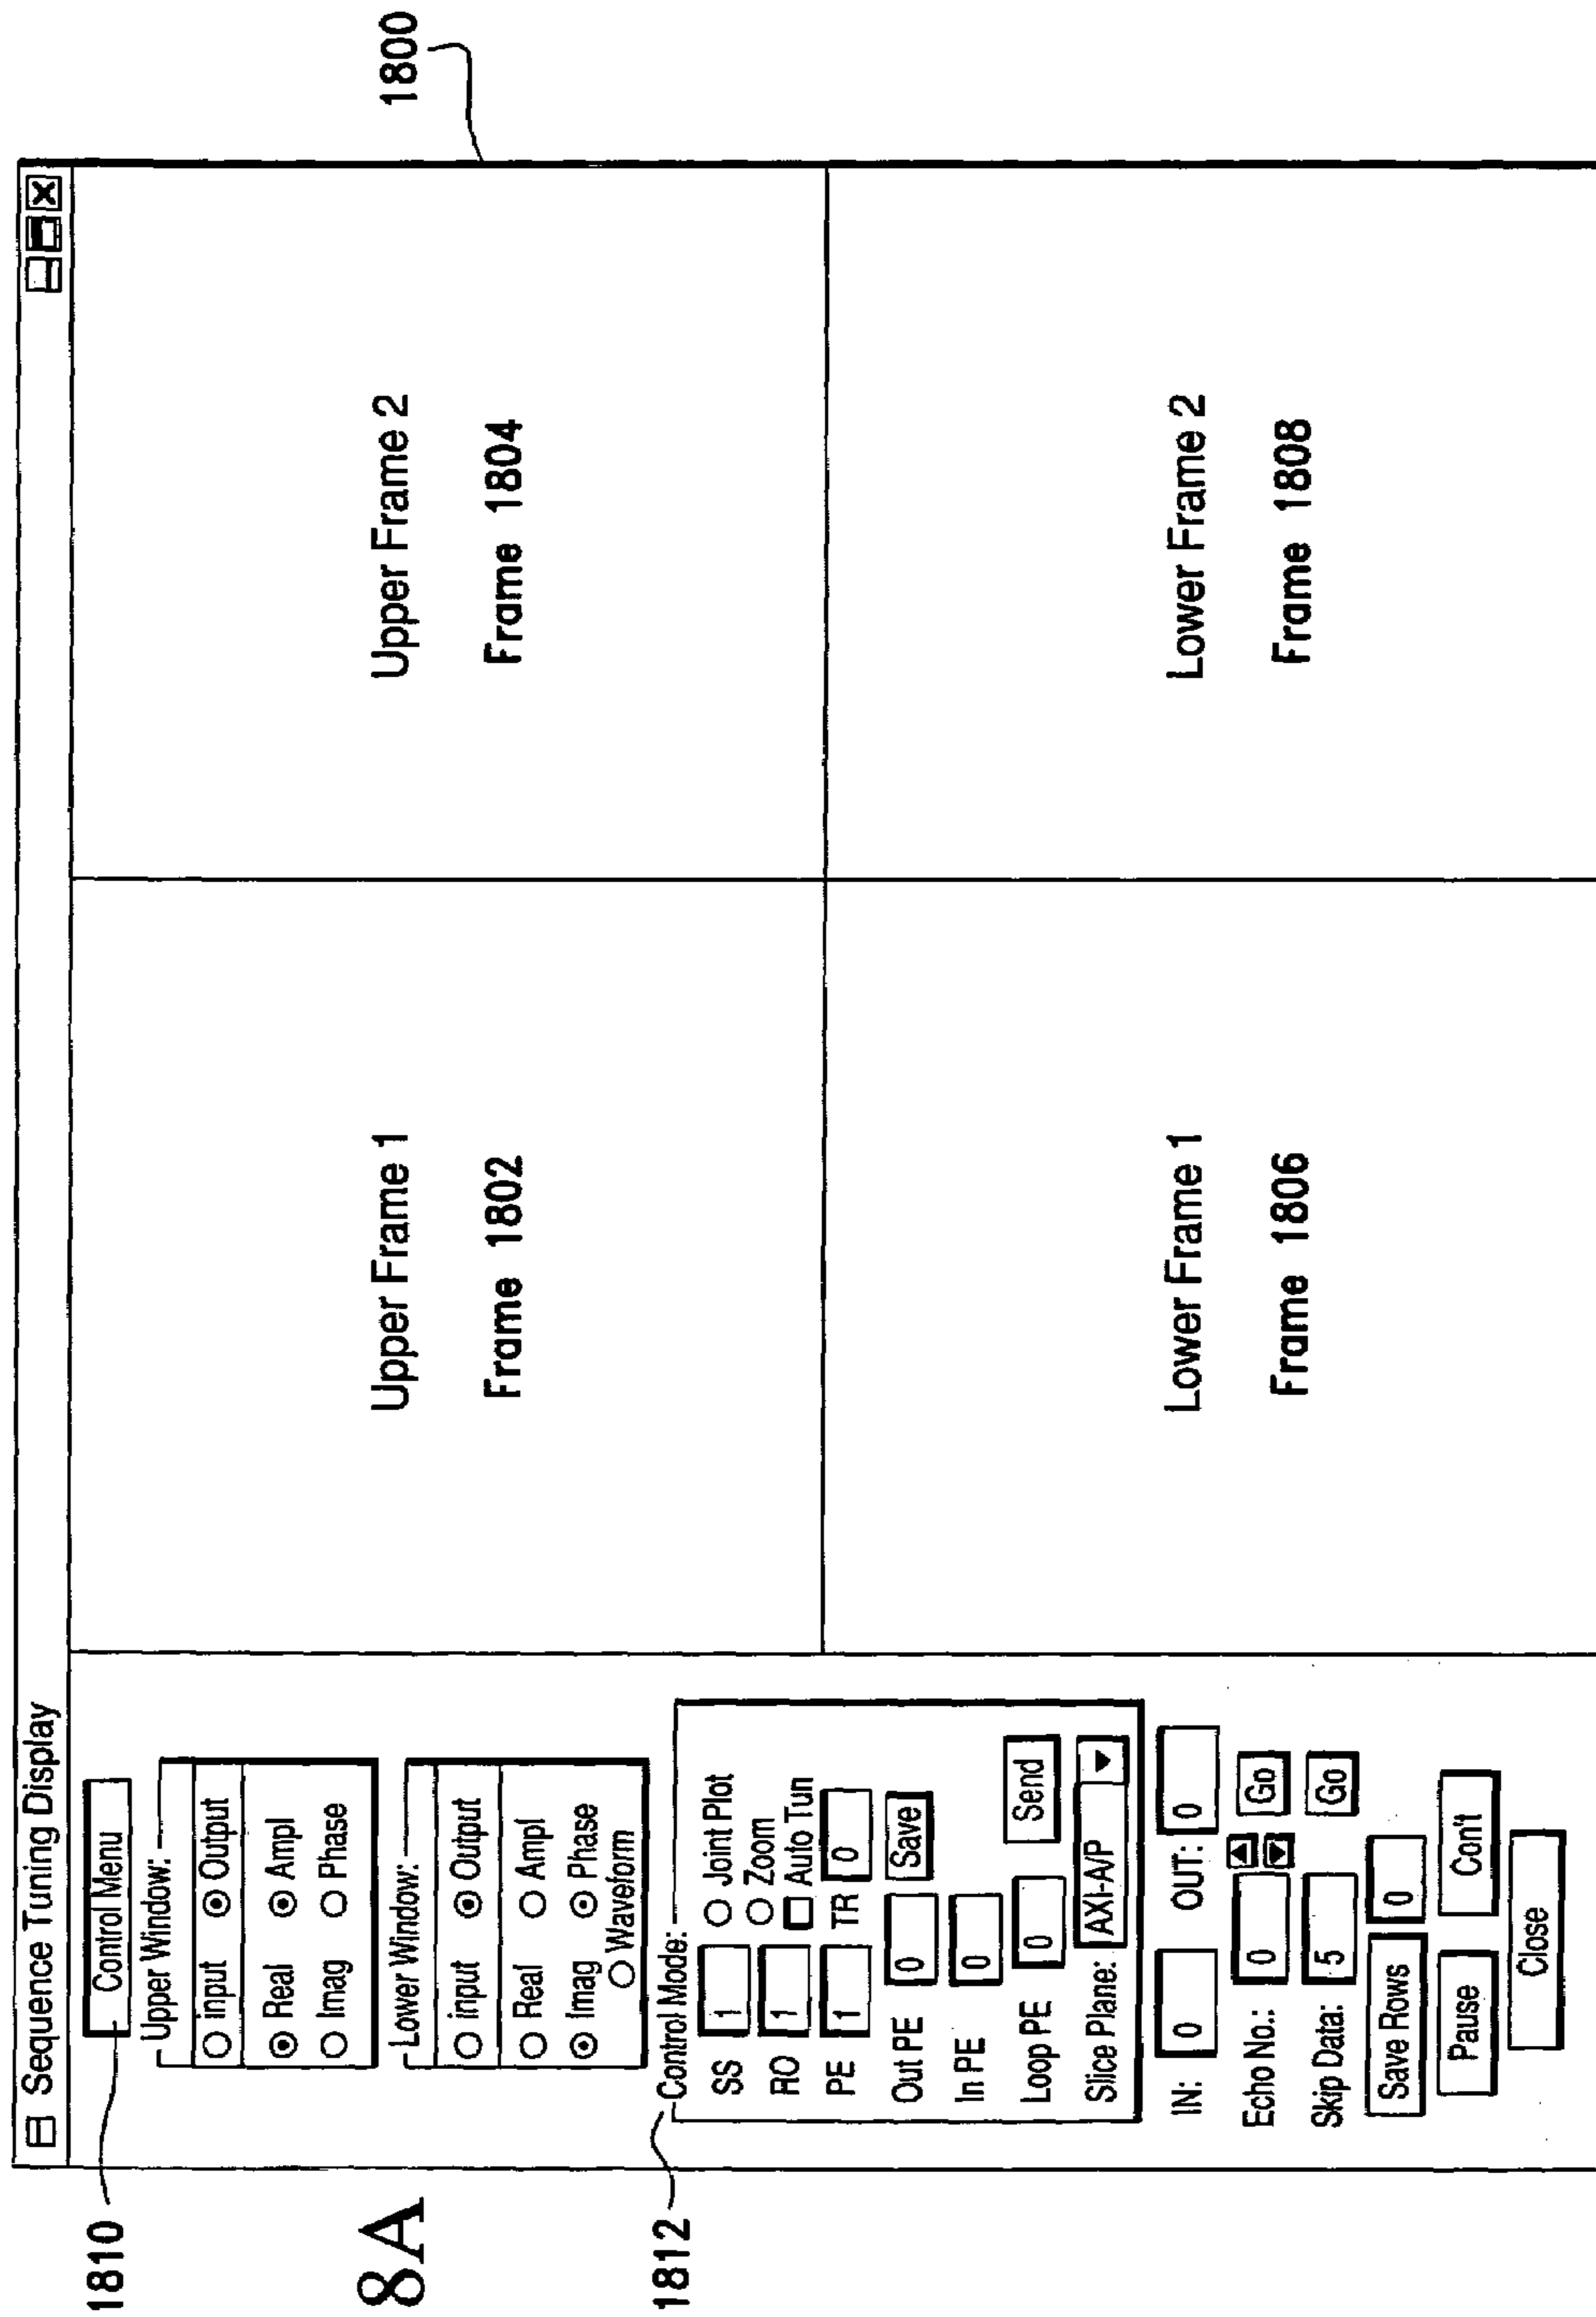 1800
Sequence Tuning Display
1810
Control Menu
Upper Window:
input Output
Real Ampl
Imag Phase
Lower Window:
input Output
Real Ampl
Imag Phase
Waveform
8A
1812
Control Mode:
SS 1 Joint Plot
RO 1 Zoom
Auto Tun
PE 1 TR 0
Out PE 0 Save
In PE 0
Loop PE 0 Send
Slice Plane: AXI-A/P
IN: 0 OUT: 0
Echo No.: 0 Go
Skip Data: 5 Go
Save Rows 0
Pause Con't
Close
Upper Frame 1
Frame 1802
Upper Frame 2
Frame 1804
Lower Frame 1
Frame 1806
Lower Frame 2
Frame 1808